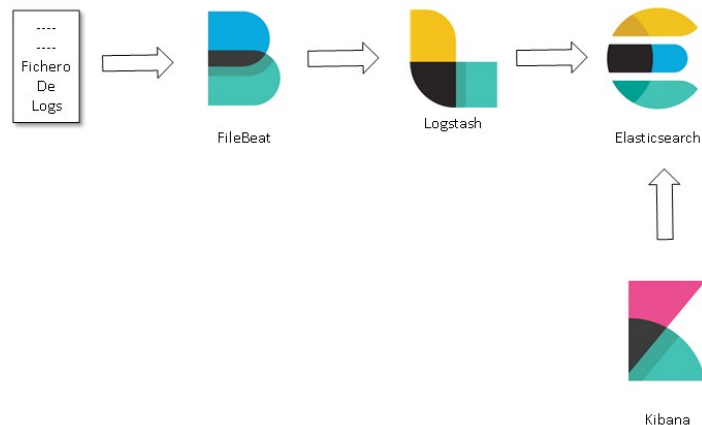 ----
----
Fichero
De
Logs
FileBeat
Logstash
Elasticsearch
Kibana